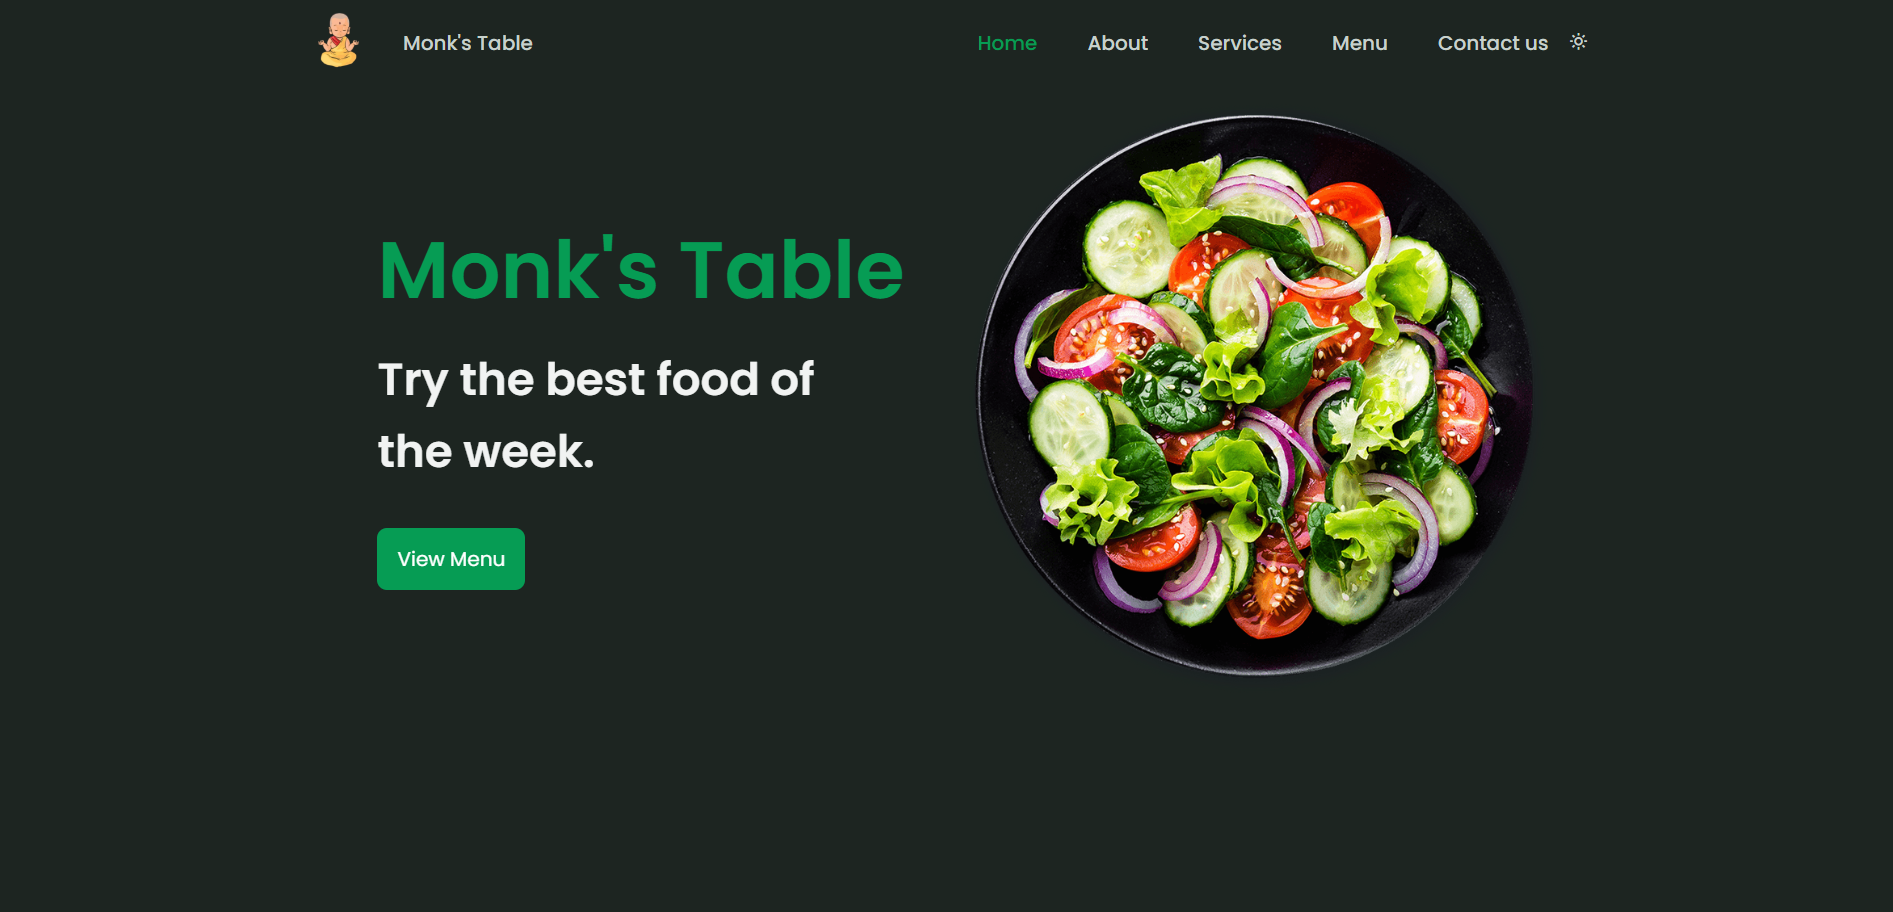 Monk's Table
Home
About
Services
Menu
Contact us
Monk's Table
Try the best food of
the week.
View Menu